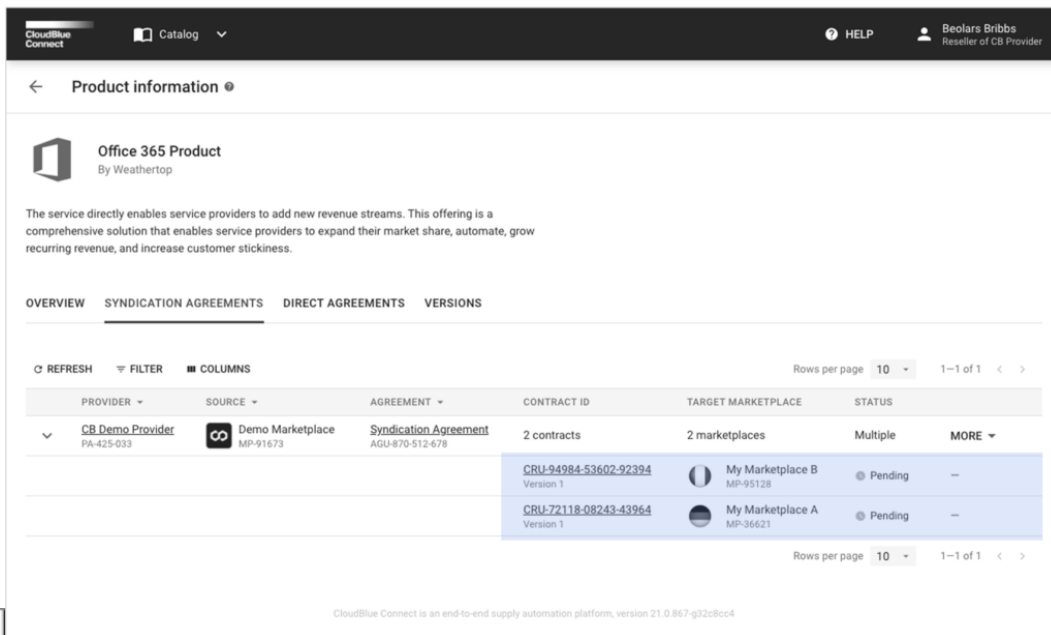 CloudBlue
Connect
Catalog
HELP
Beolars Bribbs
Reseller of CB Provider
Product information
Office 365 Product
By Weathertop
The service directly enables service providers to add new revenue streams. This offering is a
comprehensive solution that enables service providers to expand their market share, automate, grow
recurring revenue, and increase customer stickiness.
OVERVIEW SYNDICATION AGREEMENTS DIRECT AGREEMENTS VERSIONS
REFRESH FILTER COLUMNS Rows per page 10 1—1 of 1
PROVIDER SOURCE AGREEMENT CONTRACT ID TARGET MARKETPLACE STATUS
CB Demo Provider Demo Marketplace Syndication Agreement 2 contracts 2 marketplaces Multiple MORE
PA-425-033 MP-91673 AGU-870-512-678
CRU-94984-53602-92394 My Marketplace B Pending —
Version 1 MP-95128
CRU-72118-08243-43964 My Marketplace A Pending —
Version 1 MP-36621
Rows per page 10 1—1 of 1
CloudBlue Connect is an end-to-end supply automation platform, version 21.0.867-g32c8cc4